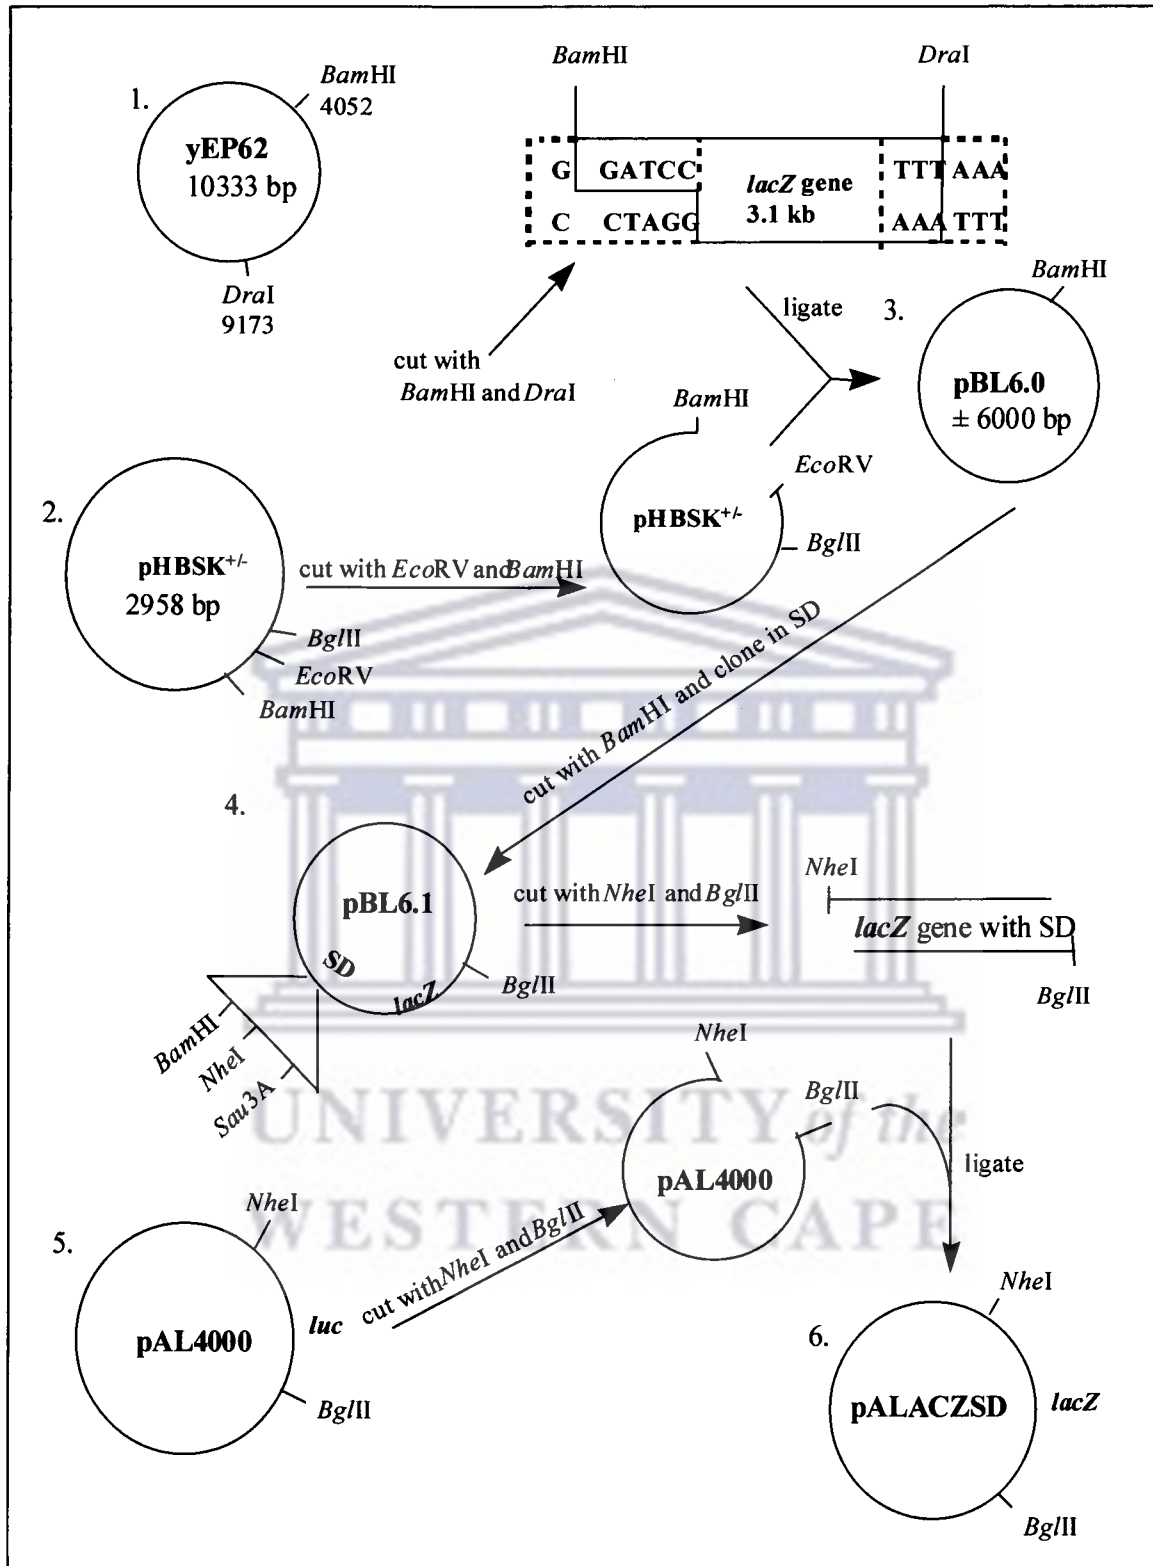 BamHI
DraI
1.
BamHI
4052
yEP62
10333 bp
DraI
9173
G GATCC
C CTAGG
lacZ gene
3.1 kb
TTT AAA
AAA TTT
cut with
BamHI and DraI
ligate
3.
BamHI
pBL6.0
± 6000 bp
2.
pHBSK+/-
2958 bp
BglII
EcoRV
BamHI
cut with EcoRV and BamHI
BamHI
EcoRV
pHBSK+/-
BglII
cut with BamHI and clone in SD
4.
pBL6.1
SD
lacZ
BglII
BamHI
NheI
Sau3A
cut with NheI and BglII
NheI
lacZ gene with SD
BglII
UNIVERSITY of the
WESTERN CAPE
NheI
BglII
pAL4000
ligate
5.
NheI
pAL4000
luc
BglII
cut with NheI and BglII
6.
NheI
pALACZSD
lacZ
BglII